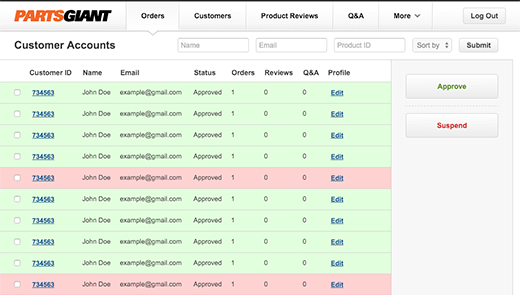 PARTSGIANT Orders Customers Product Reviews Q&A More Log Out
Customer Accounts Name Email Product ID Sort by Submit
Customer ID Name Email Status Orders Reviews Q&A Profile
734563 John Doe example@gmail.com Approved 1 0 0 Edit
Approve
734563 John Doe example@gmail.com Approved 1 0 0 Edit
734563 John Doe example@gmail.com Approved 1 0 0 Edit
Suspend
734563 John Doe example@gmail.com Approved 1 0 0 Edit
734563 John Doe example@gmail.com Approved 1 0 0 Edit
734563 John Doe example@gmail.com Approved 1 0 0 Edit
734563 John Doe example@gmail.com Approved 1 0 0 Edit
734563 John Doe example@gmail.com Approved 1 0 0 Edit
734563 John Doe example@gmail.com Approved 1 0 0 Edit
734563 John Doe example@gmail.com Approved 1 0 0 Edit